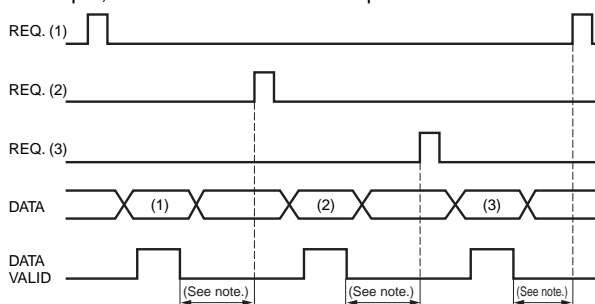 REQ. (1)
REQ. (2)
REQ. (3)
DATA (1) (2) (3)
DATA
VALID
(See note.) (See note.) (See note.)